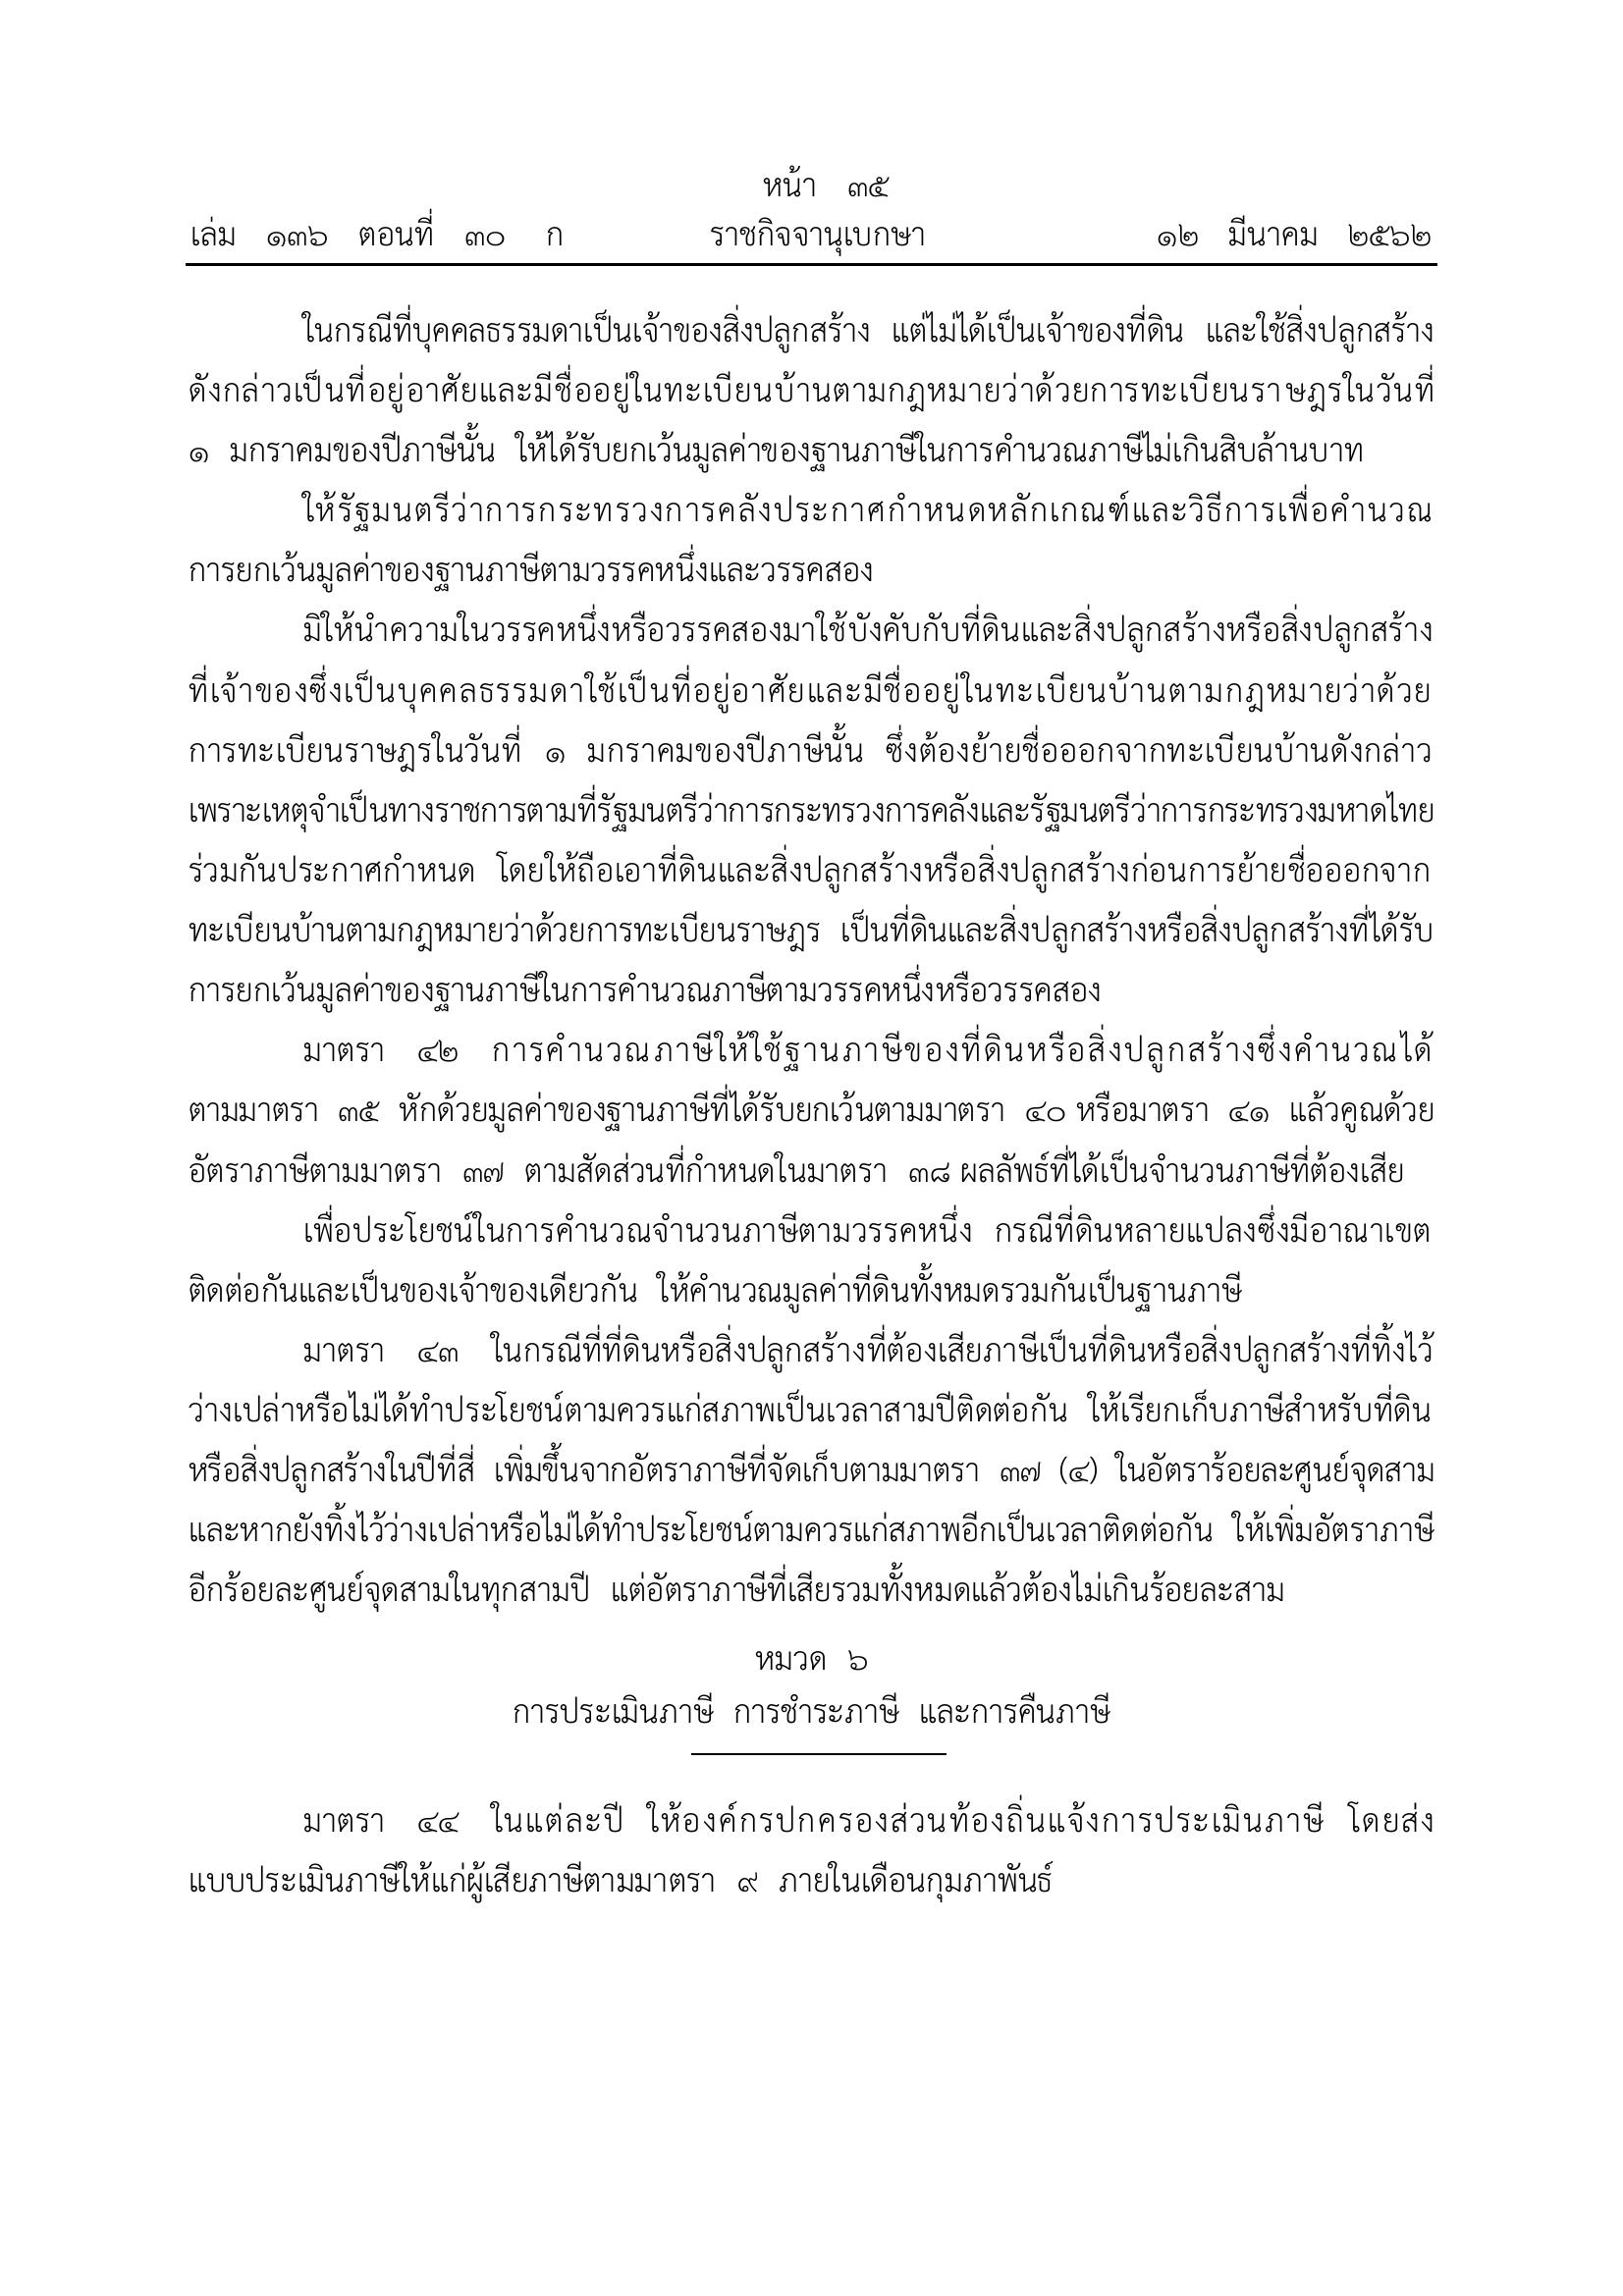 หน้า ๓๕
เล่ม ๑๓๖ ตอนที่ ๓๐ ก ราชกิจจานุเบกษา ๑๒ มีนาคม ๒๕๖๒
ในกรณีที่บุคคลธรรมดาเป็นเจ้าของสิ่งปลูกสร้าง แต่ไม่ได้เป็นเจ้าของที่ดิน และใช้สิ่งปลูกสร้าง
ดังกล่าวเป็นที่อยู่อาศัยและมีชื่ออยู่ในทะเบียนบ้านตามกฎหมายว่าด้วยการทะเบียนราษฎรในวันที่
๑ มกราคมของปีภาษีนั้น ให้ได้รับยกเว้นมูลค่าของฐานภาษีในการคำนวณภาษีไม่เกินสิบล้านบาท
ให้รัฐมนตรีว่าการกระทรวงการคลังประกาศกำหนดหลักเกณฑ์และวิธีการเพื่อคำนวณ
การยกเว้นมูลค่าของฐานภาษีตามวรรคหนึ่งและวรรคสอง
มิให้นำความในวรรคหนึ่งหรือวรรคสองมาใช้บังคับกับที่ดินและสิ่งปลูกสร้างหรือสิ่งปลูกสร้าง
ที่เจ้าของซึ่งเป็นบุคคลธรรมดาใช้เป็นที่อยู่อาศัยและมีชื่ออยู่ในทะเบียนบ้านตามกฎหมายว่าด้วย
การทะเบียนราษฎรในวันที่ ๑ มกราคมของปีภาษีนั้น ซึ่งต้องย้ายชื่อออกจากทะเบียนบ้านดังกล่าว
เพราะเหตุจำเป็นทางราชการตามที่รัฐมนตรีว่าการกระทรวงการคลังและรัฐมนตรีว่าการกระทรวงมหาดไทย
ร่วมกันประกาศกำหนด โดยให้ถือเอาที่ดินและสิ่งปลูกสร้างหรือสิ่งปลูกสร้างก่อนการย้ายชื่อออกจาก
ทะเบียนบ้านตามกฎหมายว่าด้วยการทะเบียนราษฎร เป็นที่ดินและสิ่งปลูกสร้างหรือสิ่งปลูกสร้างที่ได้รับ
การยกเว้นมูลค่าของฐานภาษีในการคำนวณภาษีตามวรรคหนึ่งหรือวรรคสอง
มาตรา ๔๒ การคำนวณภาษีให้ใช้ฐานภาษีของที่ดินหรือสิ่งปลูกสร้างซึ่งคำนวณได้
ตามมาตรา ๓๕ หักด้วยมูลค่าของฐานภาษีที่ได้รับยกเว้นตามมาตรา ๔๐ หรือมาตรา ๔๑ แล้วคูณด้วย
อัตราภาษีตามมาตรา ๓๗ ตามสัดส่วนที่กำหนดในมาตรา ๓๘ ผลลัพธ์ที่ได้เป็นจำนวนภาษีที่ต้องเสีย
เพื่อประโยชน์ในการคำนวณจำนวนภาษีตามวรรคหนึ่ง กรณีที่ดินหลายแปลงซึ่งมีอาณาเขต
ติดต่อกันและเป็นของเจ้าของเดียวกัน ให้คำนวณมูลค่าที่ดินทั้งหมดรวมกันเป็นฐานภาษี
มาตรา ๔๓ ในกรณีที่ที่ดินหรือสิ่งปลูกสร้างที่ต้องเสียภาษีเป็นที่ดินหรือสิ่งปลูกสร้างที่ทิ้งไว้
ว่างเปล่าหรือไม่ได้ทำประโยชน์ตามควรแก่สภาพเป็นเวลาสามปีติดต่อกัน ให้เรียกเก็บภาษีสำหรับที่ดิน
หรือสิ่งปลูกสร้างในปีที่สี่ เพิ่มขึ้นจากอัตราภาษีที่จัดเก็บตามมาตรา ๓๗ (๔) ในอัตราร้อยละศูนย์จุดสาม
และหากยังทิ้งไว้ว่างเปล่าหรือไม่ได้ทำประโยชน์ตามควรแก่สภาพอีกเป็นเวลาติดต่อกัน ให้เพิ่มอัตราภาษี
อีกร้อยละศูนย์จุดสามในทุกสามปี แต่อัตราภาษีที่เสียรวมทั้งหมดแล้วต้องไม่เกินร้อยละสาม
หมวด ๖
การประเมินภาษี การชำระภาษี และการคืนภาษี
มาตรา ๔๔ ในแต่ละปี ให้องค์กรปกครองส่วนท้องถิ่นแจ้งการประเมินภาษี โดยส่ง
แบบประเมินภาษีให้แก่ผู้เสียภาษีตามมาตรา ๙ ภายในเดือนกุมภาพันธ์